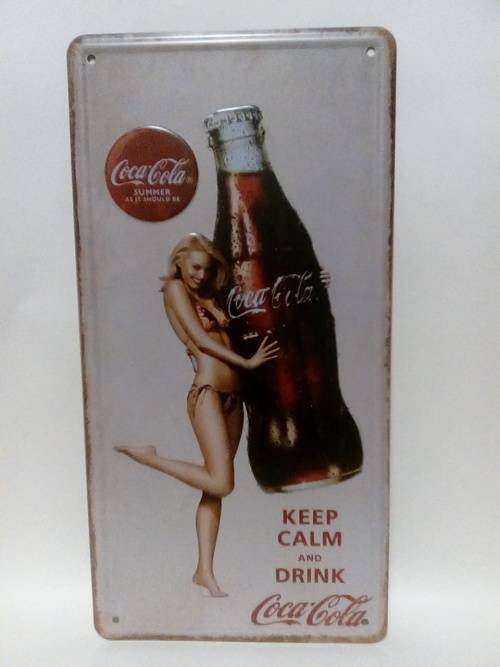 Coca-Cola
SUMMER
AS IT SHOULD BE
Coca-Cola
KEEP
CALM
AND
DRINK
Coca-Cola